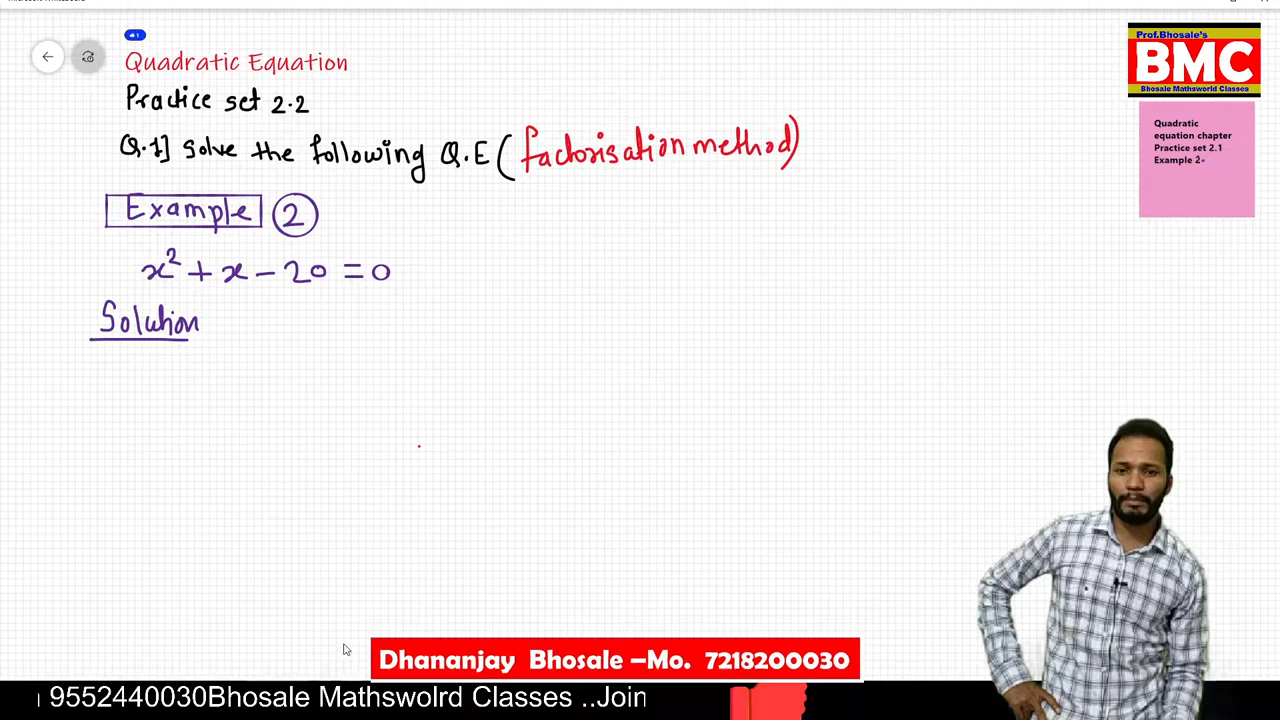 Quadratic Equation
Practice set 2.2
Q.1] Solve the following Q.E (factorisation method)
Example 2
x² + x - 20 = 0
Solution
Prof.Bhosale's
BMC
Bhosale Mathsworld Classes
Quadratic
equation chapter
Practice set 2.1
Example 2
Dhananjay Bhosale –Mo. 7218200030
9552440030Bhosale Mathswolrd Classes ..Join